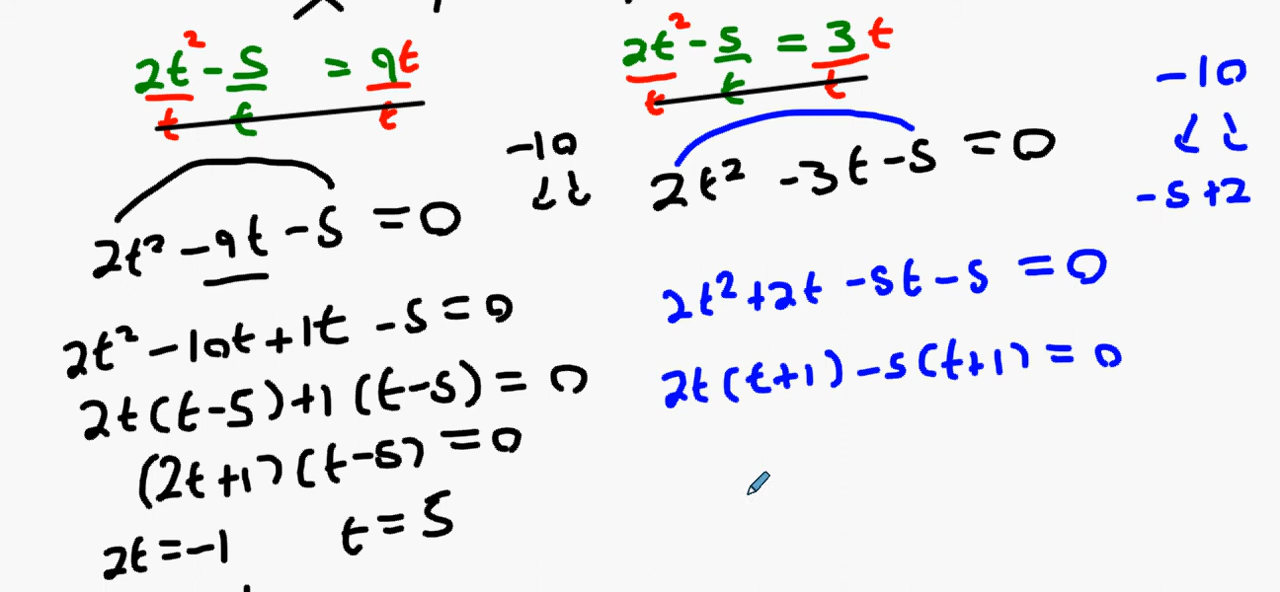 2t²/t - 5/t = 9t/t
2t² - 9t - 5 = 0
-10
2t² - 10t + 1t - 5 = 0
2t(t-5) + 1(t-5) = 0
(2t+1)(t-5) = 0
2t = -1 t = 5
2t²/t - 5/t = 3t/t
2t² - 3t - 5 = 0
-10
-5 +2
2t² + 2t - 5t - 5 = 0
2t(t+1) - 5(t+1) = 0